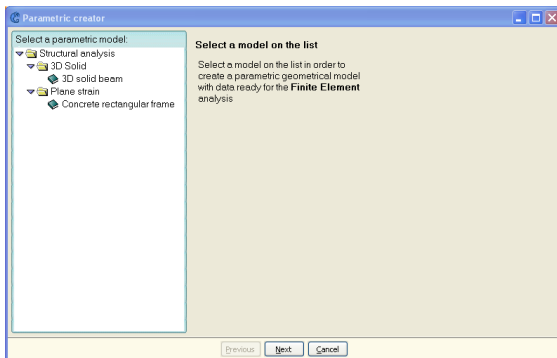 Parametric creator
Select a parametric model:
Structural analysis
3D Solid
3D solid beam
Plane strain
Concrete rectangular frame
Select a model on the list
Select a model on the list in order to
create a parametric geometrical model
with data ready for the Finite Element
analysis
Previous
Next
Cancel